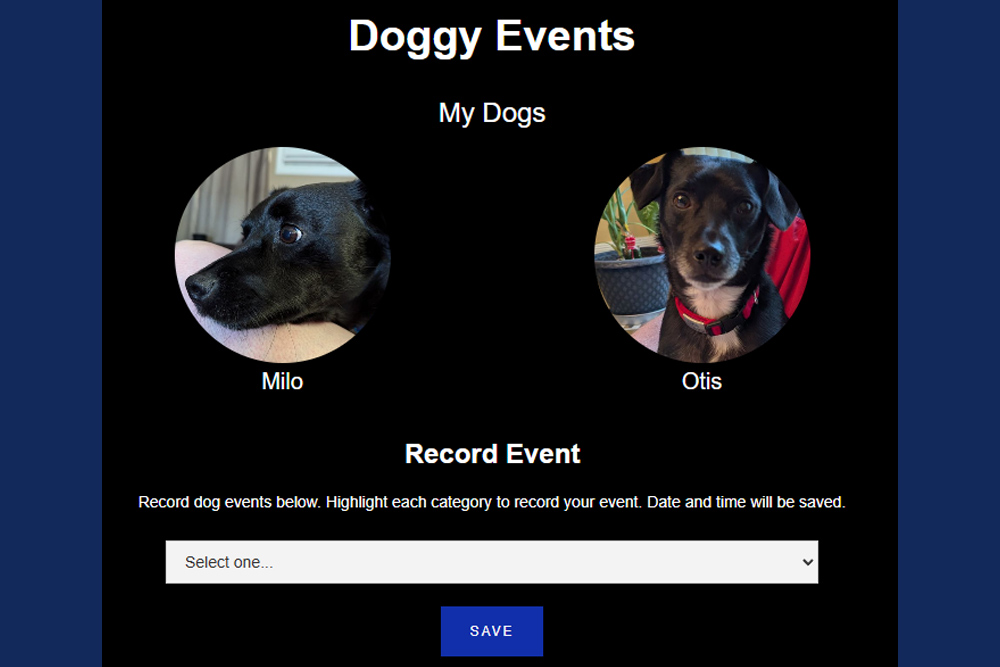 Doggy Events
My Dogs
Milo
Otis
Record Event
Record dog events below. Highlight each category to record your event. Date and time will be saved.
Select one...
SAVE